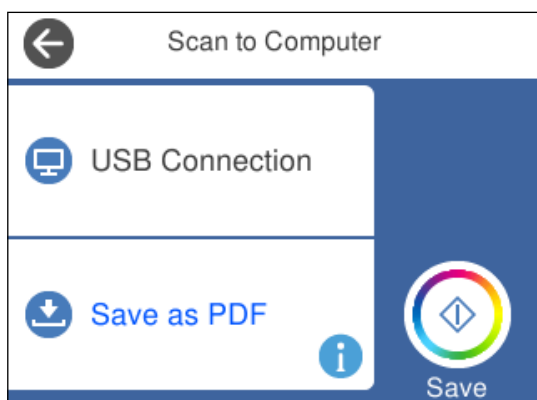 Scan to Computer
USB Connection
Save as PDF
i
Save